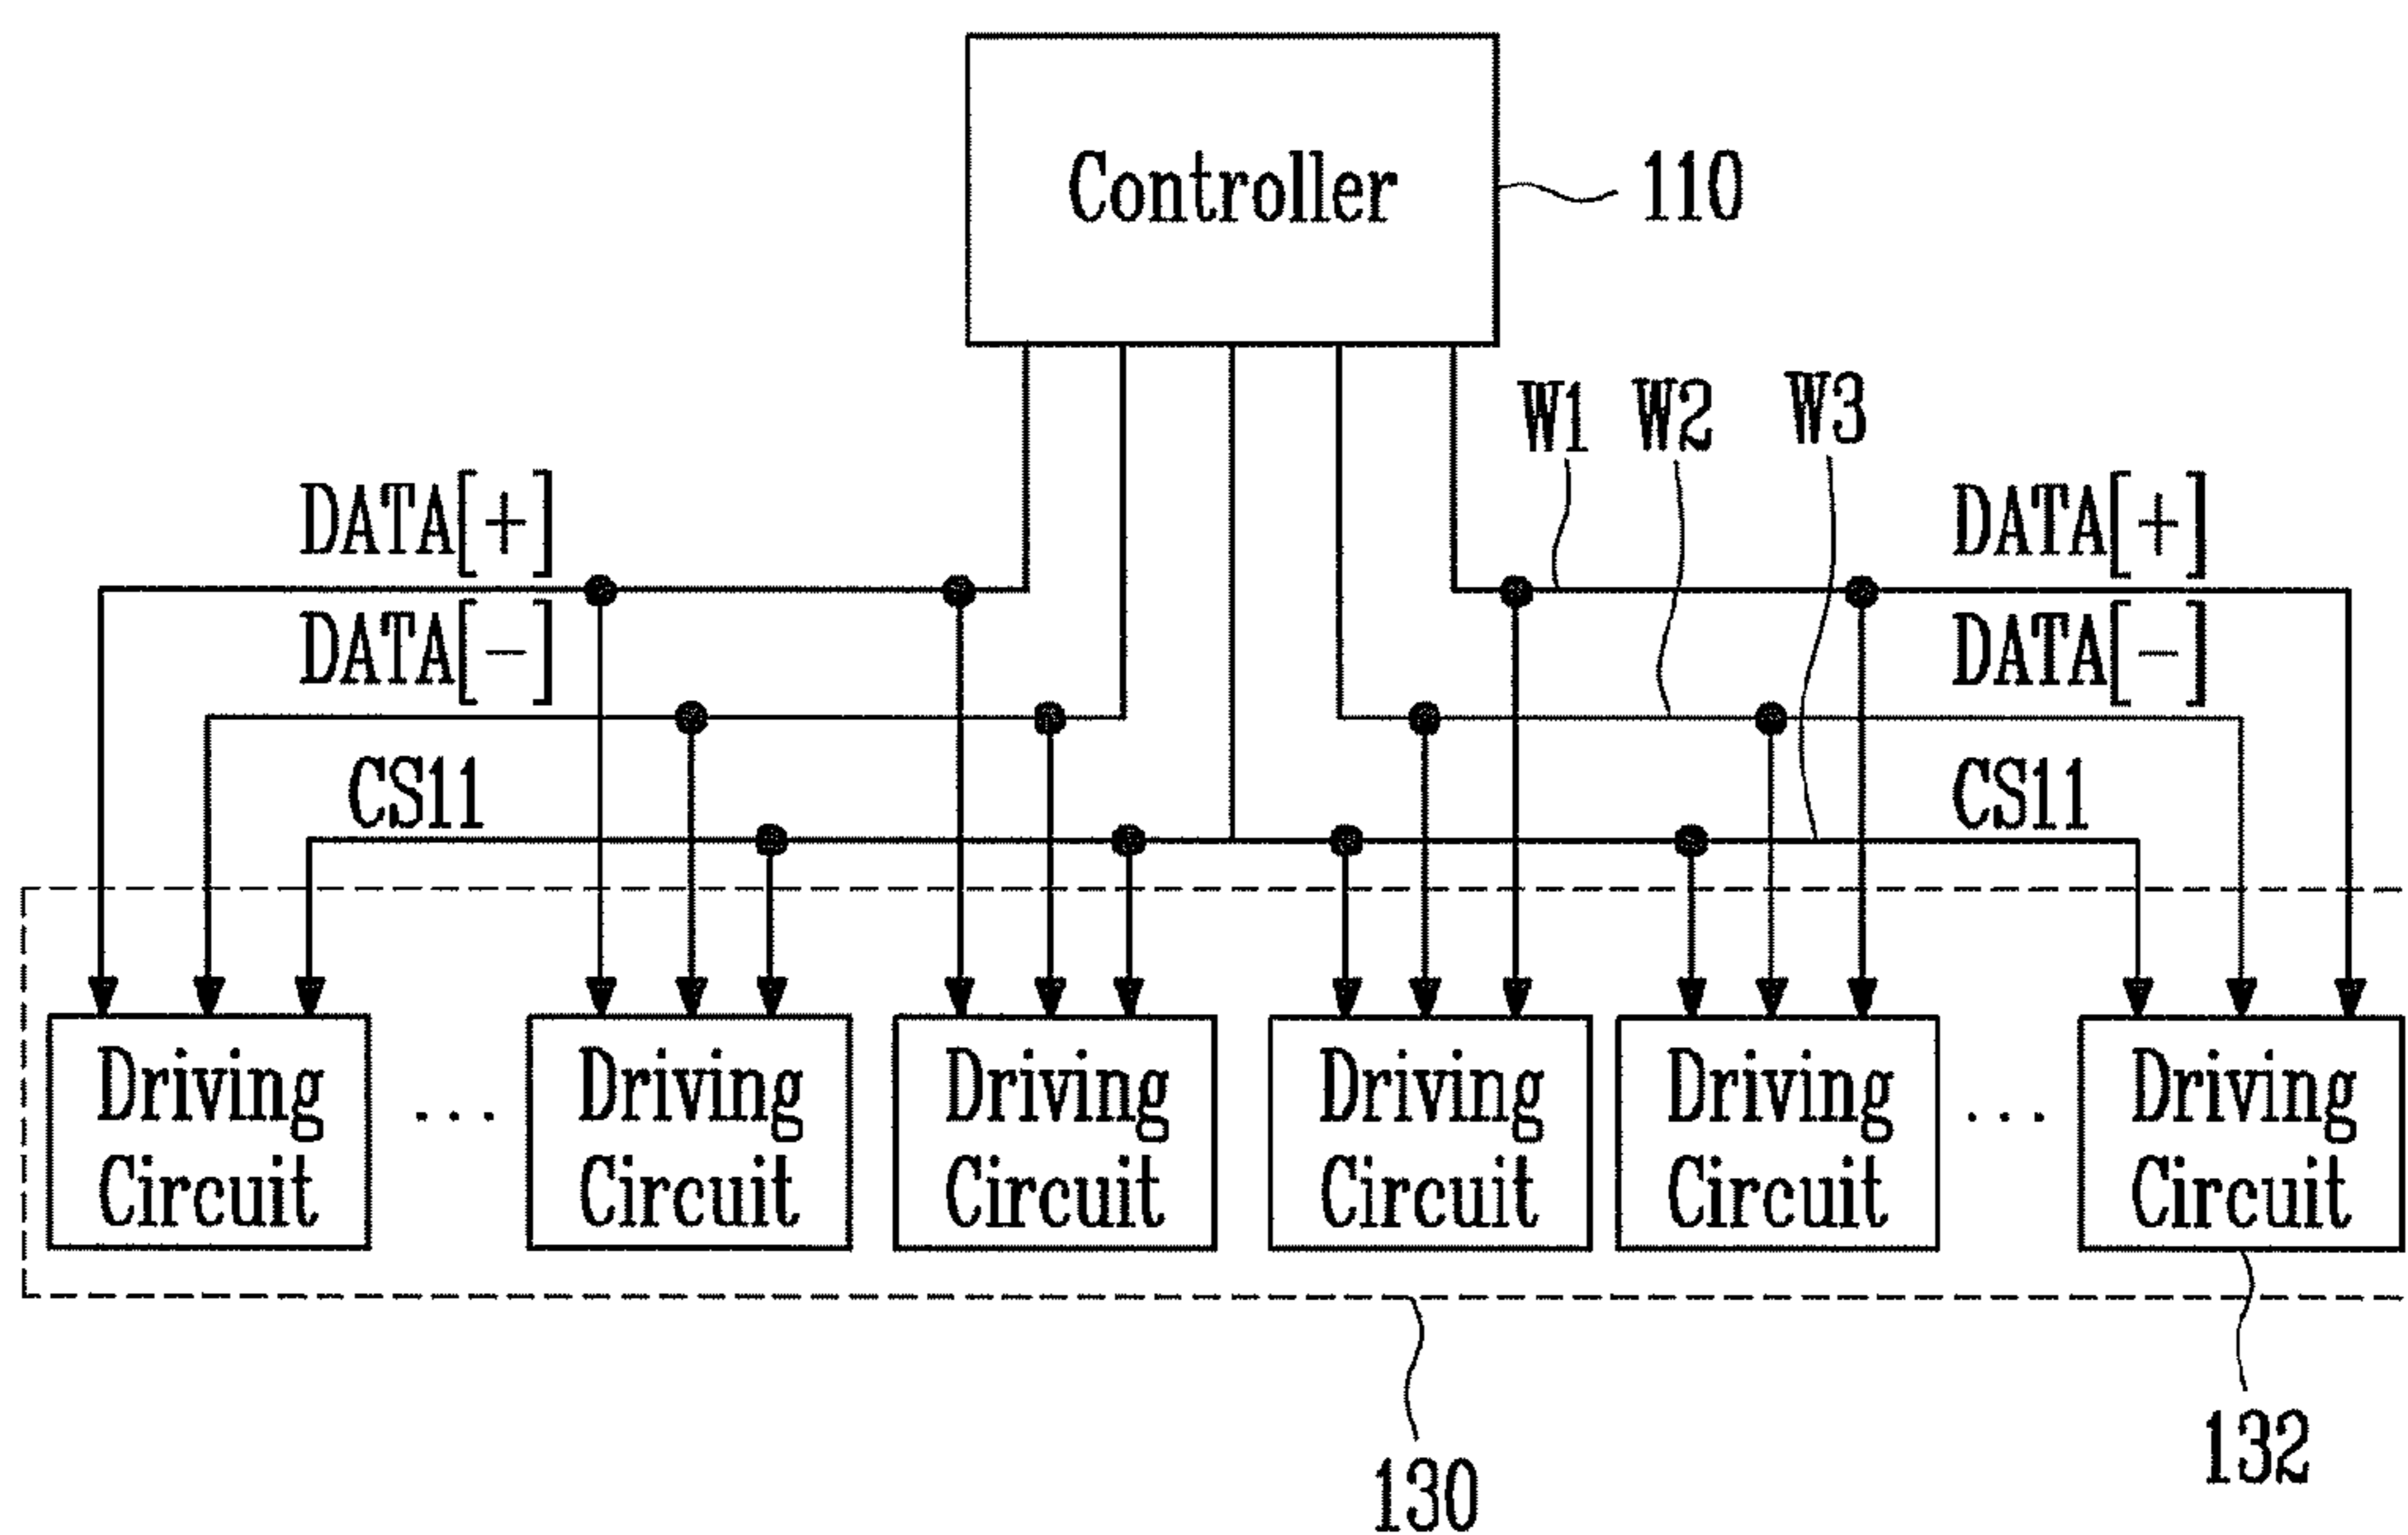 Controller
110
W1 W2 W3
DATA[+]
DATA[+]
DATA[-]
DATA[-]
CS11
CS11
Driving
Circuit
...
Driving
Circuit
Driving
Circuit
Driving
Circuit
Driving
Circuit
...
Driving
Circuit
130
132